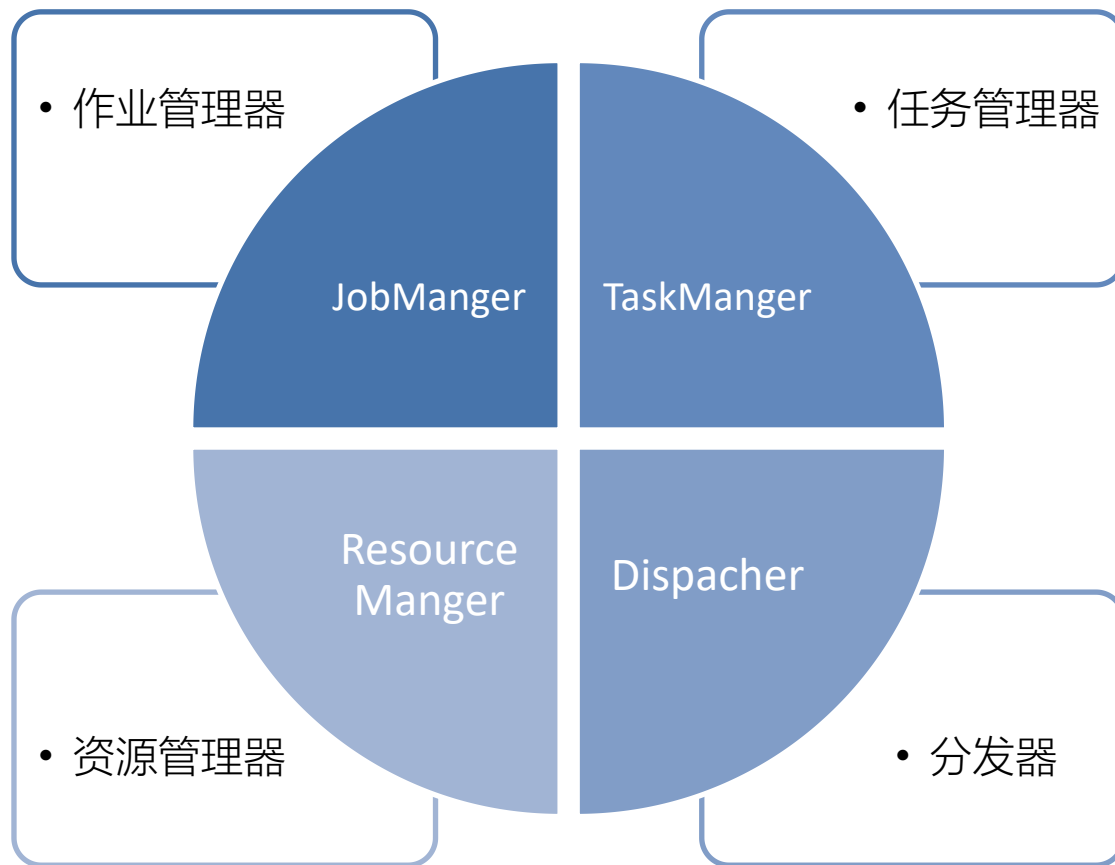 • 作业管理器
• 任务管理器
JobManger
TaskManger
Resource
Manger
Dispacher
• 资源管理器
• 分发器